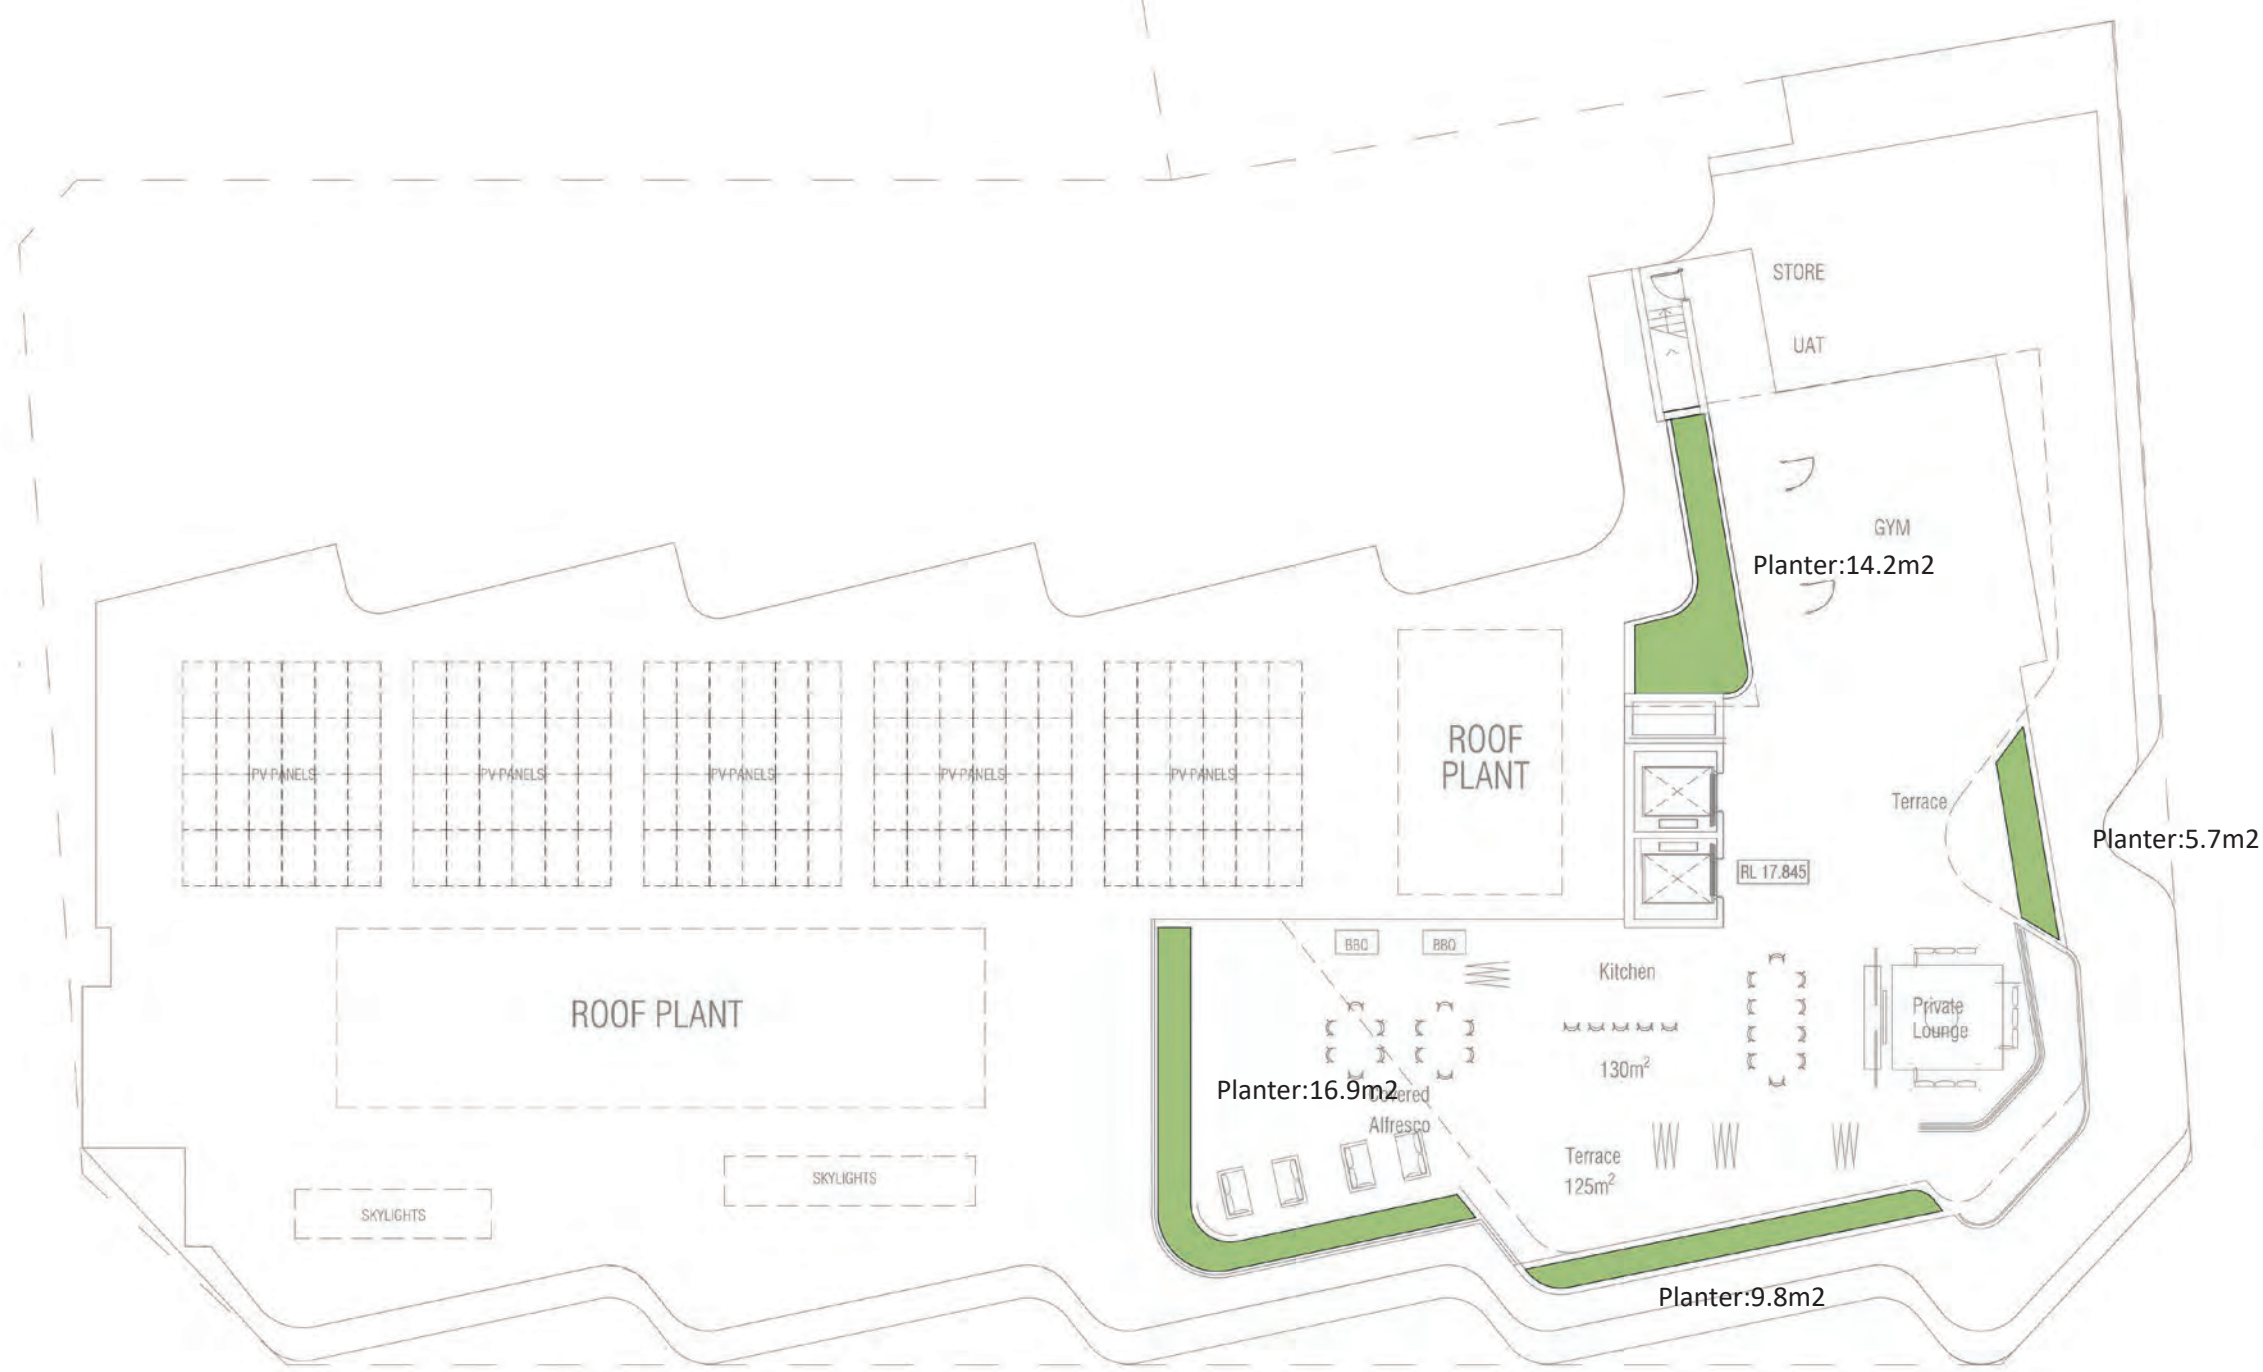 STORE
UAT
GYM
Planter:14.2m2
ROOF
PLANT
PV PANELS
PV PANELS
PV PANELS
PV PANELS
PV PANELS
Terrace
Planter:5.7m2
RL 17.845
BBQ
BBQ
Kitchen
ROOF PLANT
Private
Lounge
130m²
Planter:16.9m2
Covered
Alfresco
Terrace
125m²
SKYLIGHTS
SKYLIGHTS
Planter:9.8m2